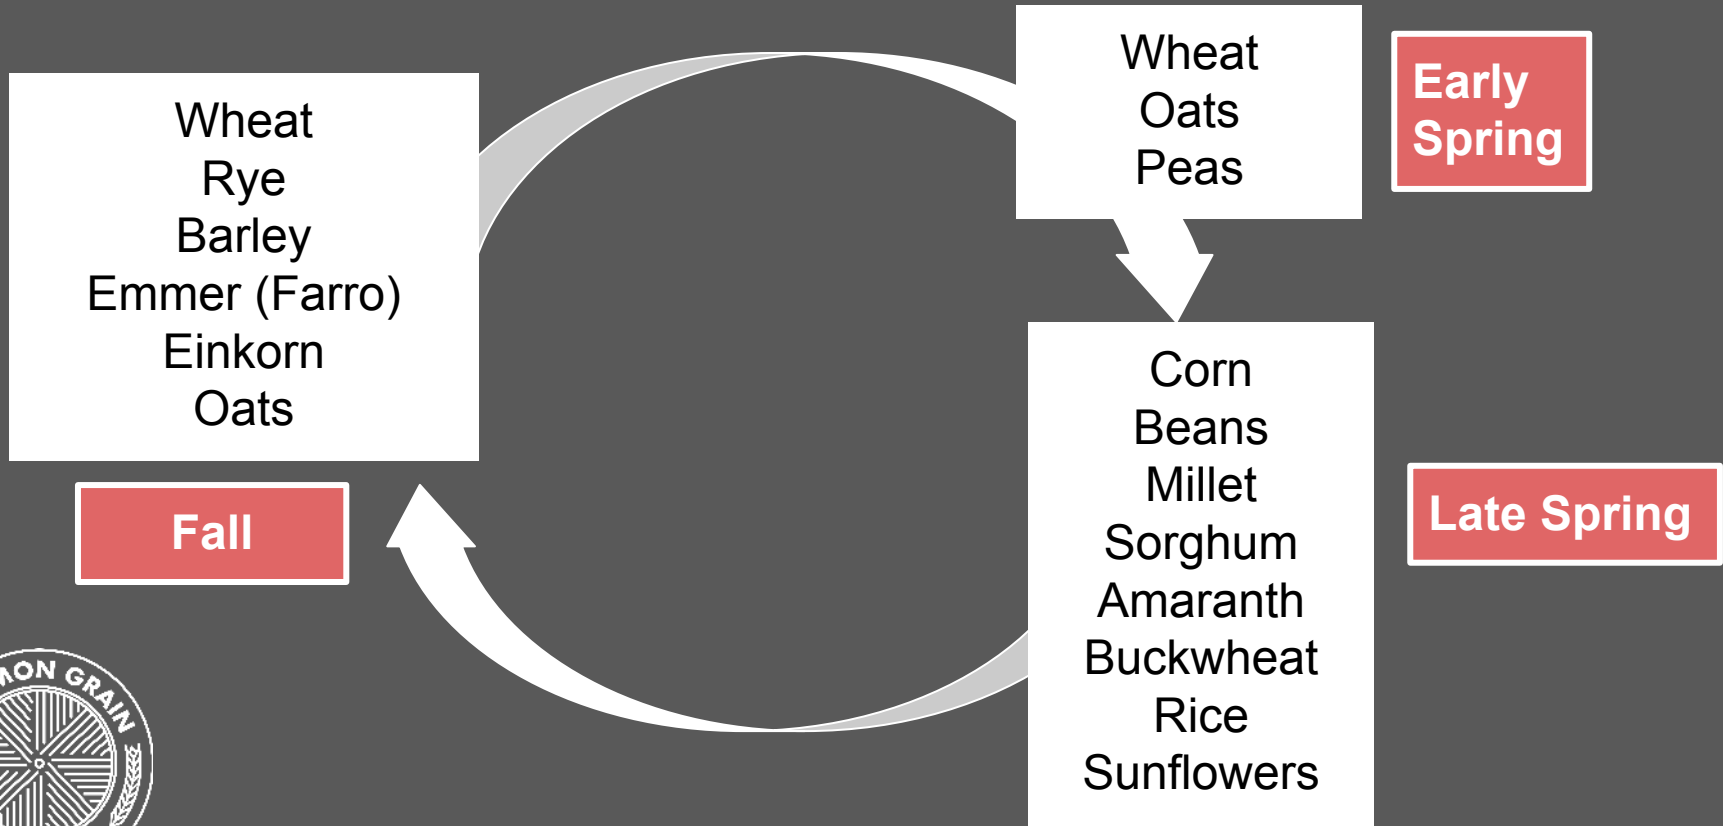 Wheat
Rye
Barley
Emmer (Farro)
Einkorn
Oats
Fall
Wheat
Oats
Peas
Early
Spring
Corn
Beans
Millet
Sorghum
Amaranth
Buckwheat
Rice
Sunflowers
Late Spring
GRAIN